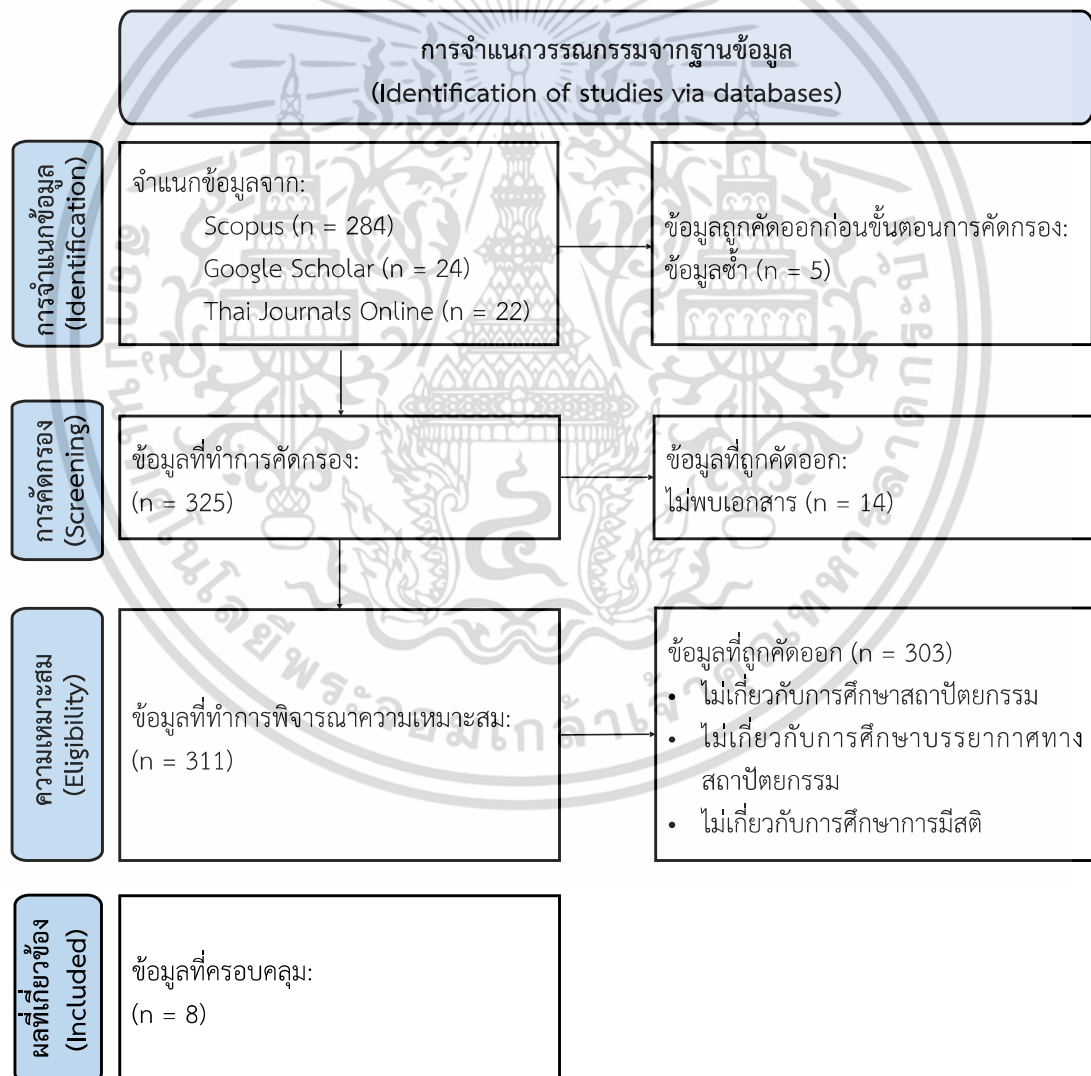 การจำแนกวรรณกรรมจากฐานข้อมูล
(Identification of studies via databases)
การจำแนกข้อมูล
(Identification)
จำแนกข้อมูลจาก:
Scopus (n = 284)
Google Scholar (n = 24)
Thai Journals Online (n = 22)
ข้อมูลถูกคัดออกก่อนขั้นตอนการคัดกรอง:
ข้อมูลซ้ำ (n = 5)
การคัดกรอง
(Screening)
ข้อมูลที่ทำการคัดกรอง:
(n = 325)
ข้อมูลที่ถูกคัดออก:
ไม่พบเอกสาร (n = 14)
ความเหมาะสม
(Eligibility)
ข้อมูลที่ทำการพิจารณาความเหมาะสม:
(n = 311)
ข้อมูลที่ถูกคัดออก (n = 303)
• ไม่เกี่ยวกับการศึกษาสถาปัตยกรรม
• ไม่เกี่ยวกับการศึกษาบรรยากาศทาง
สถาปัตยกรรม
• ไม่เกี่ยวกับการศึกษาการมีสติ
ผลที่เกี่ยวข้อง
(Included)
ข้อมูลที่ครอบคลุม:
(n = 8)